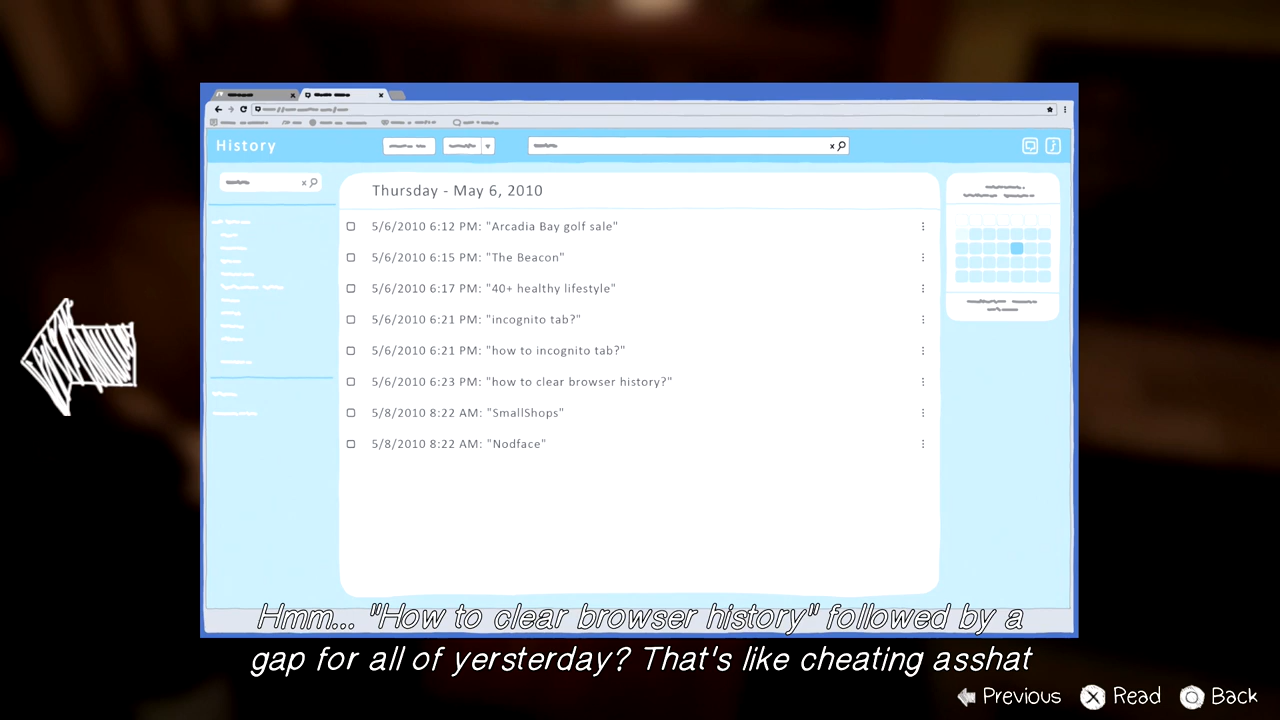 History
Thursday - May 6, 2010
5/6/2010 6:12 PM: "Arcadia Bay golf sale"
5/6/2010 6:15 PM: "The Beacon"
5/6/2010 6:17 PM: "40+ healthy lifestyle"
5/6/2010 6:21 PM: "incognito tab?"
5/6/2010 6:21 PM: "how to incognito tab?"
5/6/2010 6:23 PM: "how to clear browser history?"
5/8/2010 8:22 AM: "SmallShops"
5/8/2010 8:22 AM: "Nodface"
Hmm... "How to clear browser history" followed by a
gap for all of yersterday? That's like cheating asshat
Previous Read Back